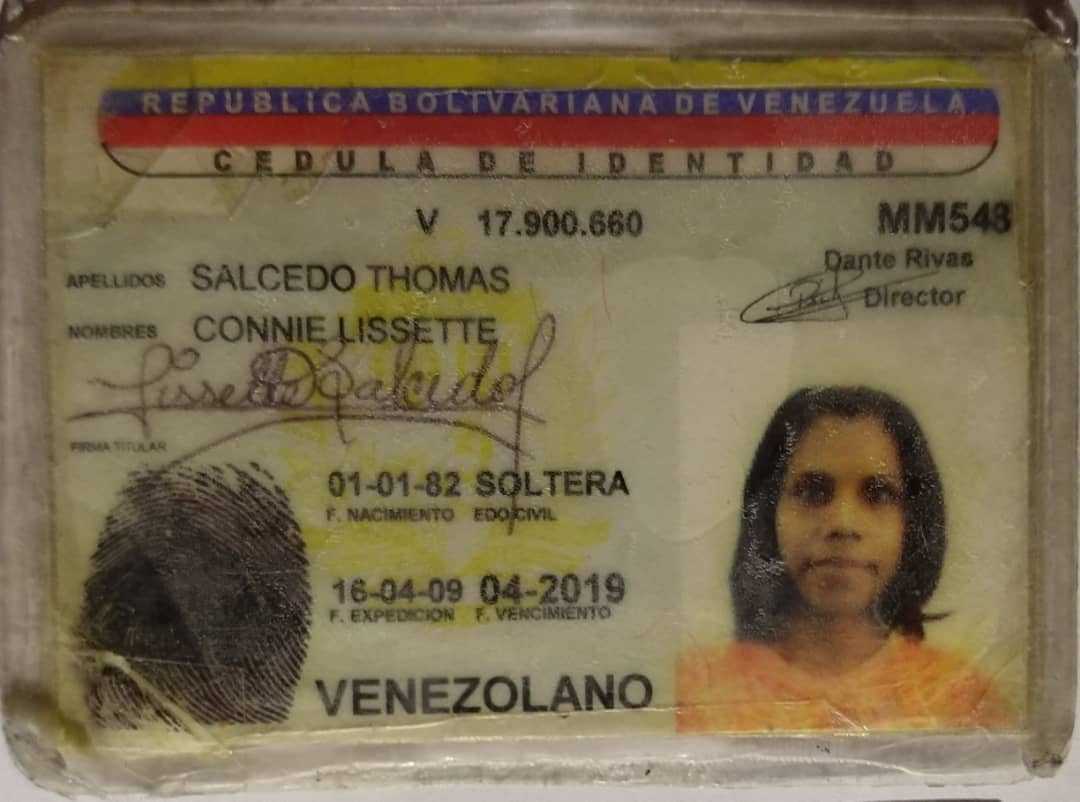 REPUBLICA BOLIVARIANA DE VENEZUELA
CEDULA DE IDENTIDAD
V 17.900.660 MM548
Dante Rivas
Director
APELLIDOS SALCEDO THOMAS
NOMBRES CONNIE LISSETTE
Lissette Salcedo
FIRMA TITULAR
01-01-82 SOLTERA
F. NACIMIENTO EDO CIVIL
16-04-09 04-2019
F. EXPEDICION F. VENCIMIENTO
VENEZOLANO